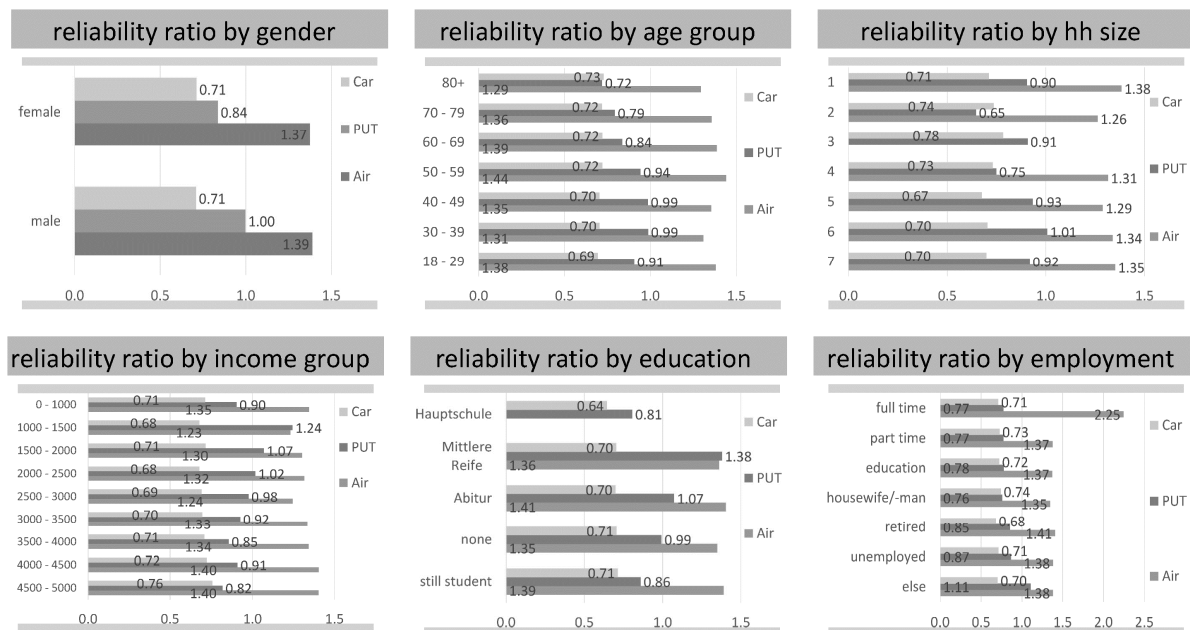 reliability ratio by gender
female
0.71
0.84
1.37
male
0.71
1.00
1.39
0.0 0.5 1.0 1.5
Car
PUT
Air
reliability ratio by age group
80+ 0.73 0.72 1.29
70 - 79 0.72 0.79 1.36
60 - 69 0.72 0.84 1.39
50 - 59 0.72 0.94 1.44
40 - 49 0.70 0.99 1.35
30 - 39 0.70 0.99 1.31
18 - 29 0.69 0.91 1.38
0.0 0.5 1.0 1.5
Car
PUT
Air
reliability ratio by hh size
1 0.71 0.90 1.38
2 0.74 0.65 1.26
3 0.78 0.91
4 0.73 0.75 1.31
5 0.67 0.93 1.29
6 0.70 1.01 1.34
7 0.70 0.92 1.35
0.0 0.5 1.0 1.5
Car
PUT
Air
reliability ratio by income group
0 - 1000 0.71 0.90 1.35
1000 - 1500 0.68 1.24 1.23
1500 - 2000 0.71 1.07 1.30
2000 - 2500 0.68 1.02 1.32
2500 - 3000 0.69 0.98 1.24
3000 - 3500 0.70 0.92 1.33
3500 - 4000 0.71 0.85 1.34
4000 - 4500 0.72 0.91 1.40
4500 - 5000 0.76 0.82 1.40
0.0 0.5 1.0 1.5
Car
PUT
Air
reliability ratio by education
Hauptschule 0.64 0.81
Mittlere
Reife 0.70 1.38 1.36
Abitur 0.70 1.07 1.41
none 0.71 0.99 1.35
still student 0.71 0.86 1.39
0.0 0.5 1.0 1.5
Car
PUT
Air
reliability ratio by employment
full time 0.71 0.77 2.25
part time 0.73 0.77 1.37
education 0.72 0.78 1.37
housewife/-man 0.74 0.76 1.35
retired 0.68 0.85 1.41
unemployed 0.71 0.87 1.38
else 0.70 1.11 1.38
0.0 0.5 1.0 1.5 2.0 2.5
Car
PUT
Air